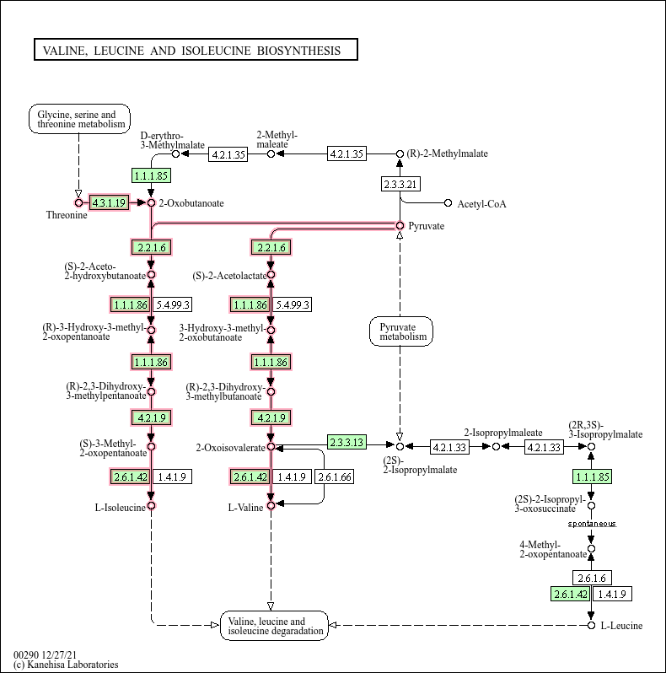 VALINE, LEUCINE AND ISOLEUCINE BIOSYNTHESIS
Glycine, serine and
threonine metabolism
D-erythro-
3-Methylmalate
4.2.1.35
2-Methyl-
maleate
4.2.1.35
(R)-2-Methylmalate
1.1.1.85
2.3.3.21
Threonine
4.3.1.19
2-Oxobutanoate
Acetyl-CoA
Pyruvate
2.2.1.6
2.2.1.6
(S)-2-Aceto-
2-hydroxybutanoate
(S)-2-Acetolactate
1.1.1.86
5.4.99.3
1.1.1.86
5.4.99.3
(R)-3-Hydroxy-3-methyl-
2-oxopentanoate
3-Hydroxy-3-methyl-
2-oxobutanoate
Pyruvate
metabolism
1.1.1.86
1.1.1.86
(R)-2,3-Dihydroxy-
3-methylpentanoate
(R)-2,3-Dihydroxy-
3-methylbutanoate
4.2.1.9
4.2.1.9
(S)-3-Methyl-
2-oxopentanoate
2-Oxoisovalerate
2.3.3.13
(2S)-
2-Isopropylmalate
4.2.1.33
2-Isopropylmaleate
4.2.1.33
(2R,3S)-
3-Isopropylmalate
2.6.1.42
1.4.1.9
2.6.1.42
1.4.1.9
2.6.1.66
1.1.1.85
L-Isoleucine
L-Valine
(2S)-2-Isopropyl-
3-oxosuccinate
spontaneous
4-Methyl-
2-oxopentanoate
2.6.1.6
2.6.1.42
1.4.1.9
Valine, leucine and
isoleucine degaradation
L-Leucine
00290 12/27/21
(c) Kanehisa Laboratories